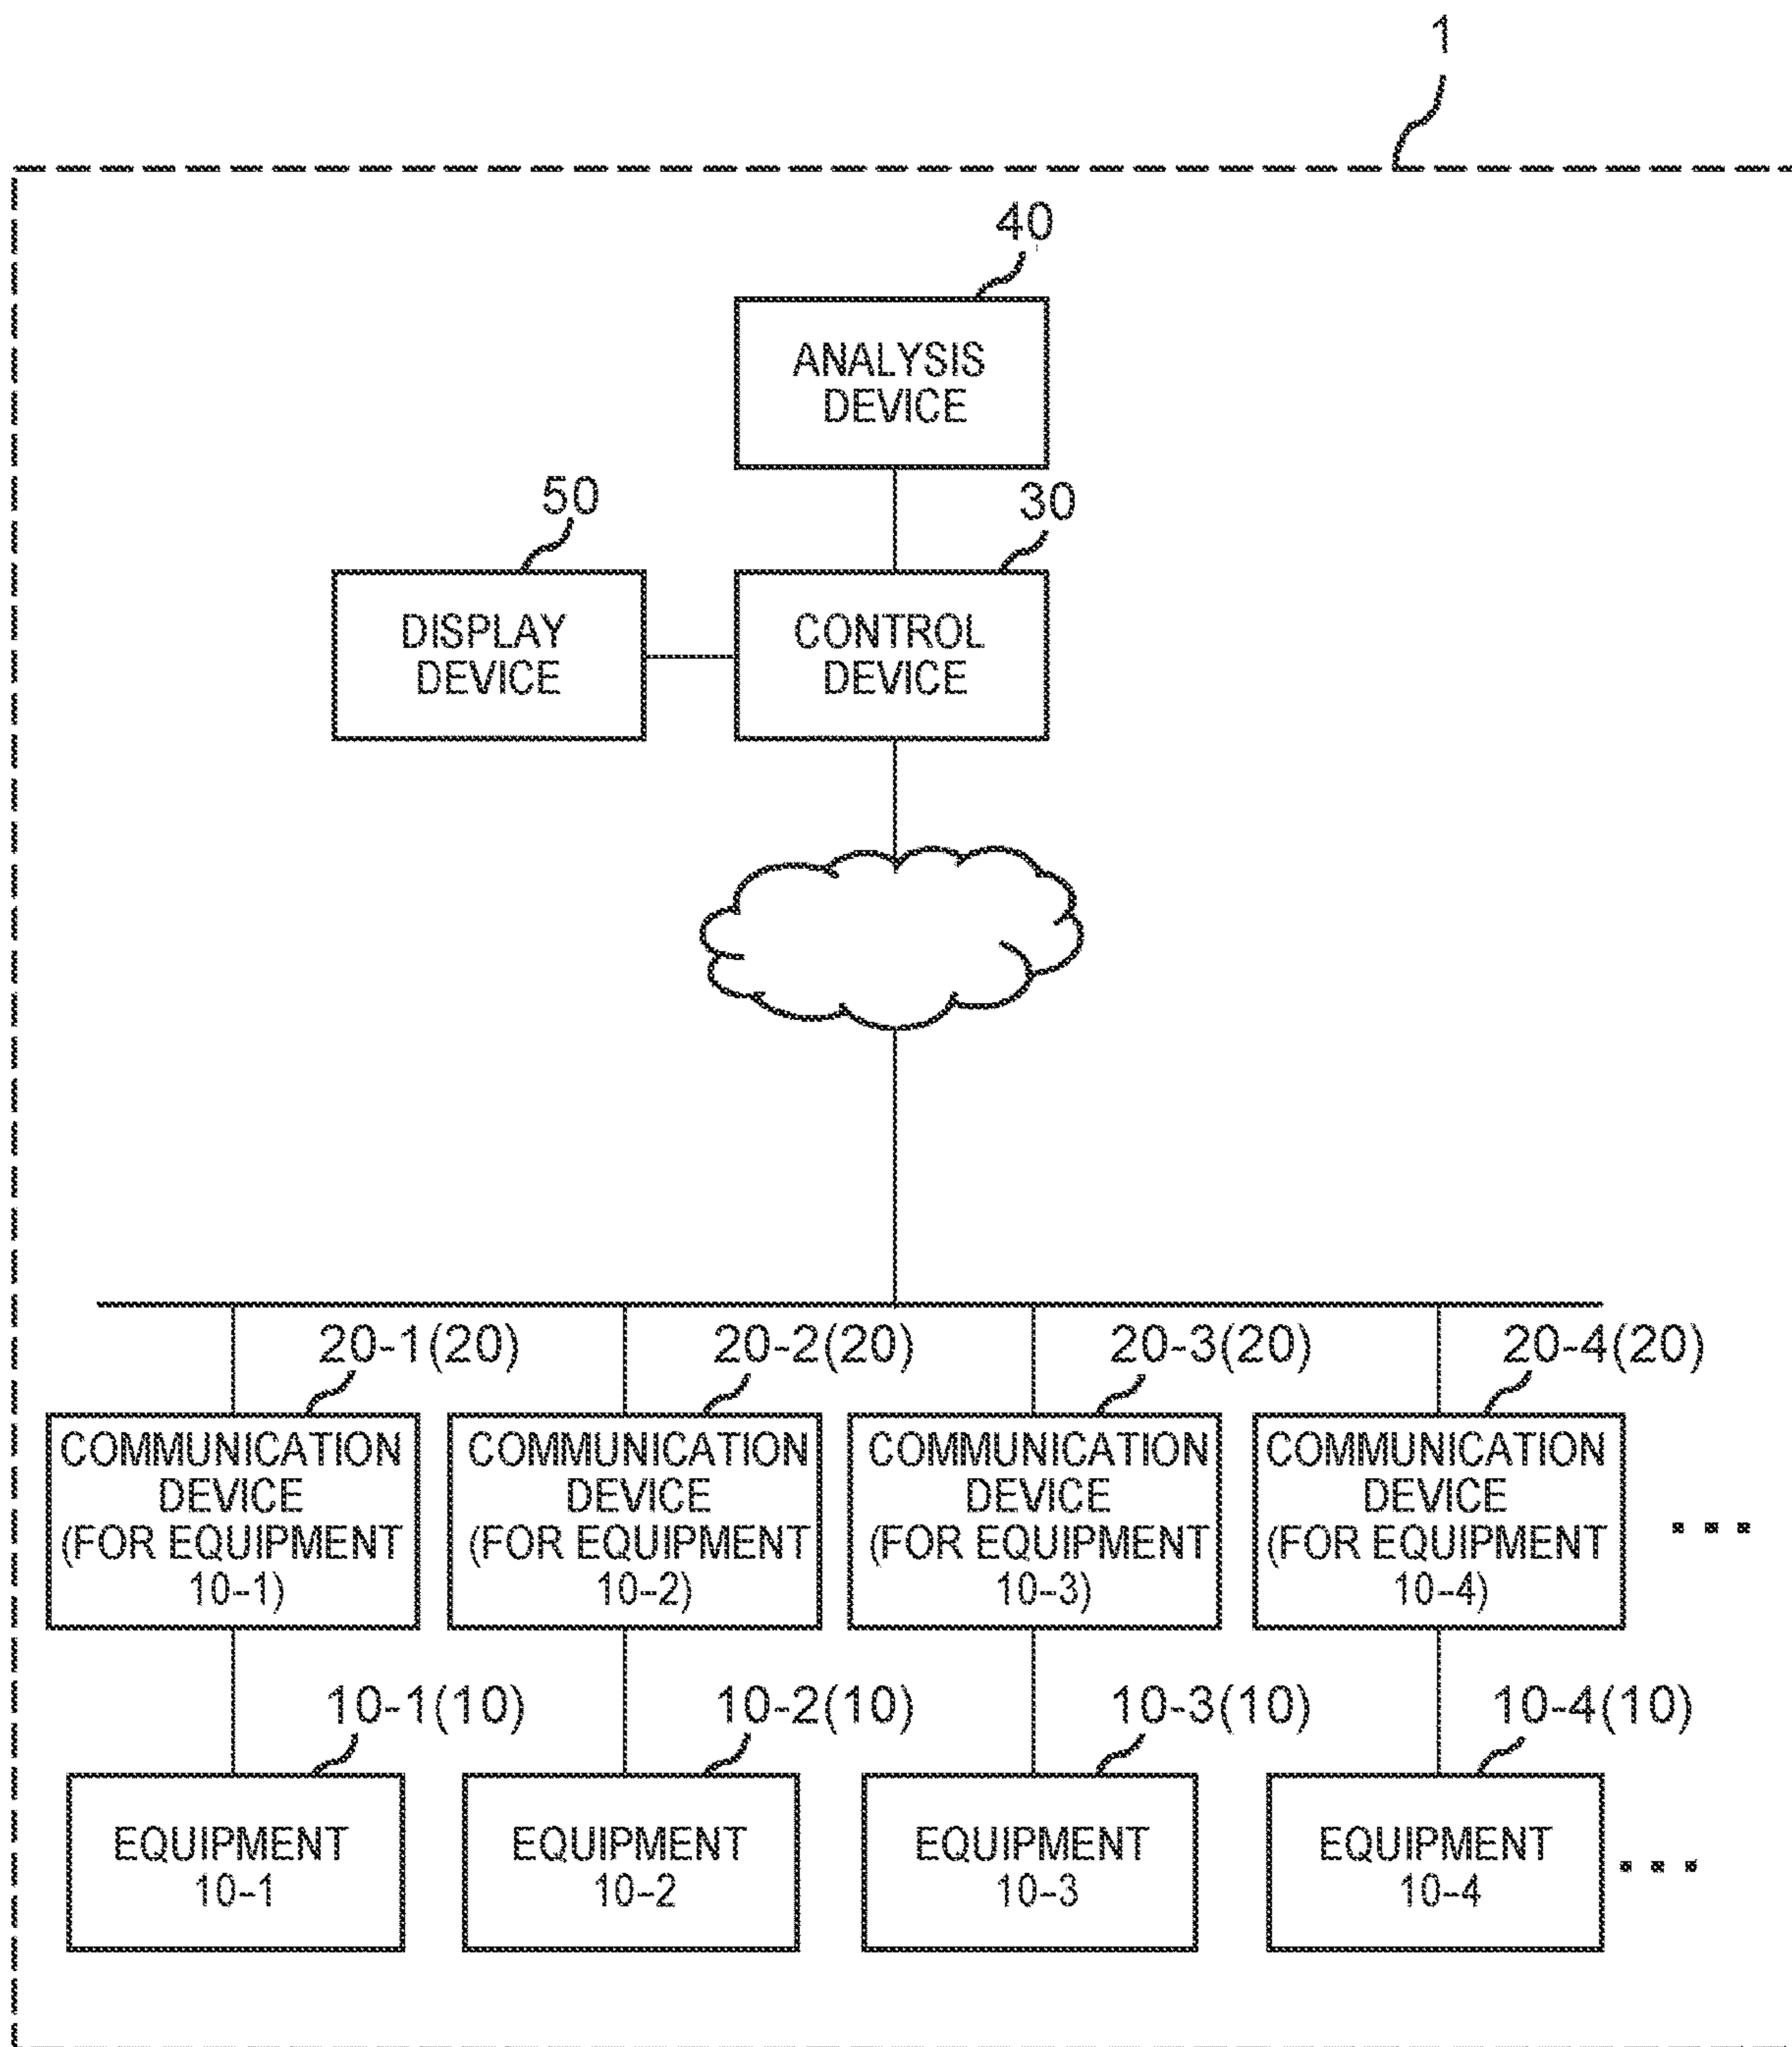 1
40
ANALYSIS
DEVICE
50
30
DISPLAY
DEVICE
CONTROL
DEVICE
20-1(20)
20-2(20)
20-3(20)
20-4(20)
COMMUNICATION
DEVICE
(FOR EQUIPMENT
10-1)
COMMUNICATION
DEVICE
(FOR EQUIPMENT
10-2)
COMMUNICATION
DEVICE
(FOR EQUIPMENT
10-3)
COMMUNICATION
DEVICE
(FOR EQUIPMENT
10-4)
...
10-1(10)
10-2(10)
10-3(10)
10-4(10)
EQUIPMENT
10-1
EQUIPMENT
10-2
EQUIPMENT
10-3
EQUIPMENT
10-4
...